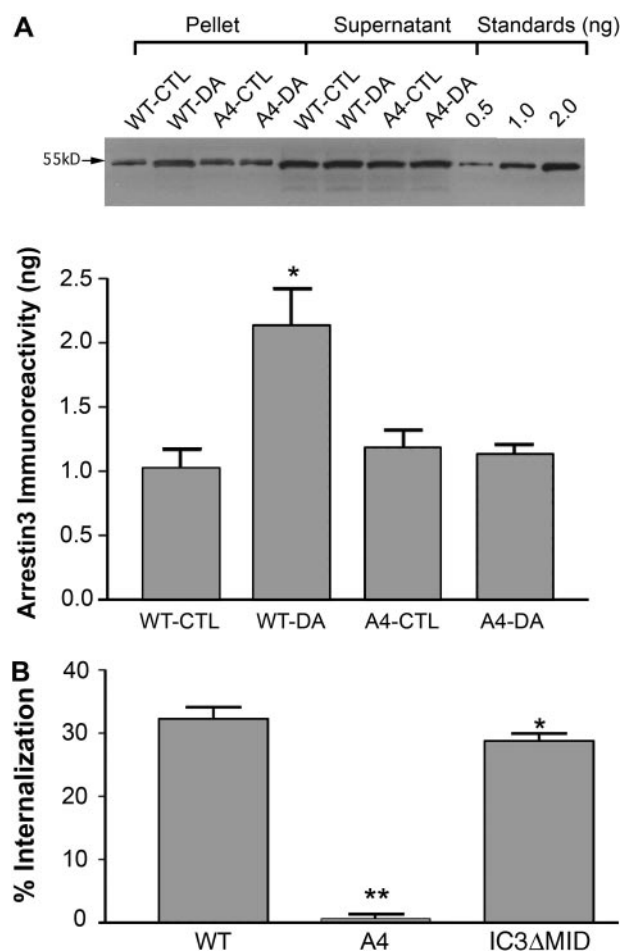 A
Pellet Supernatant Standards (ng)
WT-CTL WT-DA A4-CTL A4-DA WT-CTL WT-DA A4-CTL A4-DA 0.5 1.0 2.0
55kD
Arrestin3 Immunoreactivity (ng)
2.5
*
2.0
1.5
1.0
0.5
0.0
WT-CTL WT-DA A4-CTL A4-DA
B
% Internalization
40
30
*
20
10
**
0
WT A4 IC3ΔMID